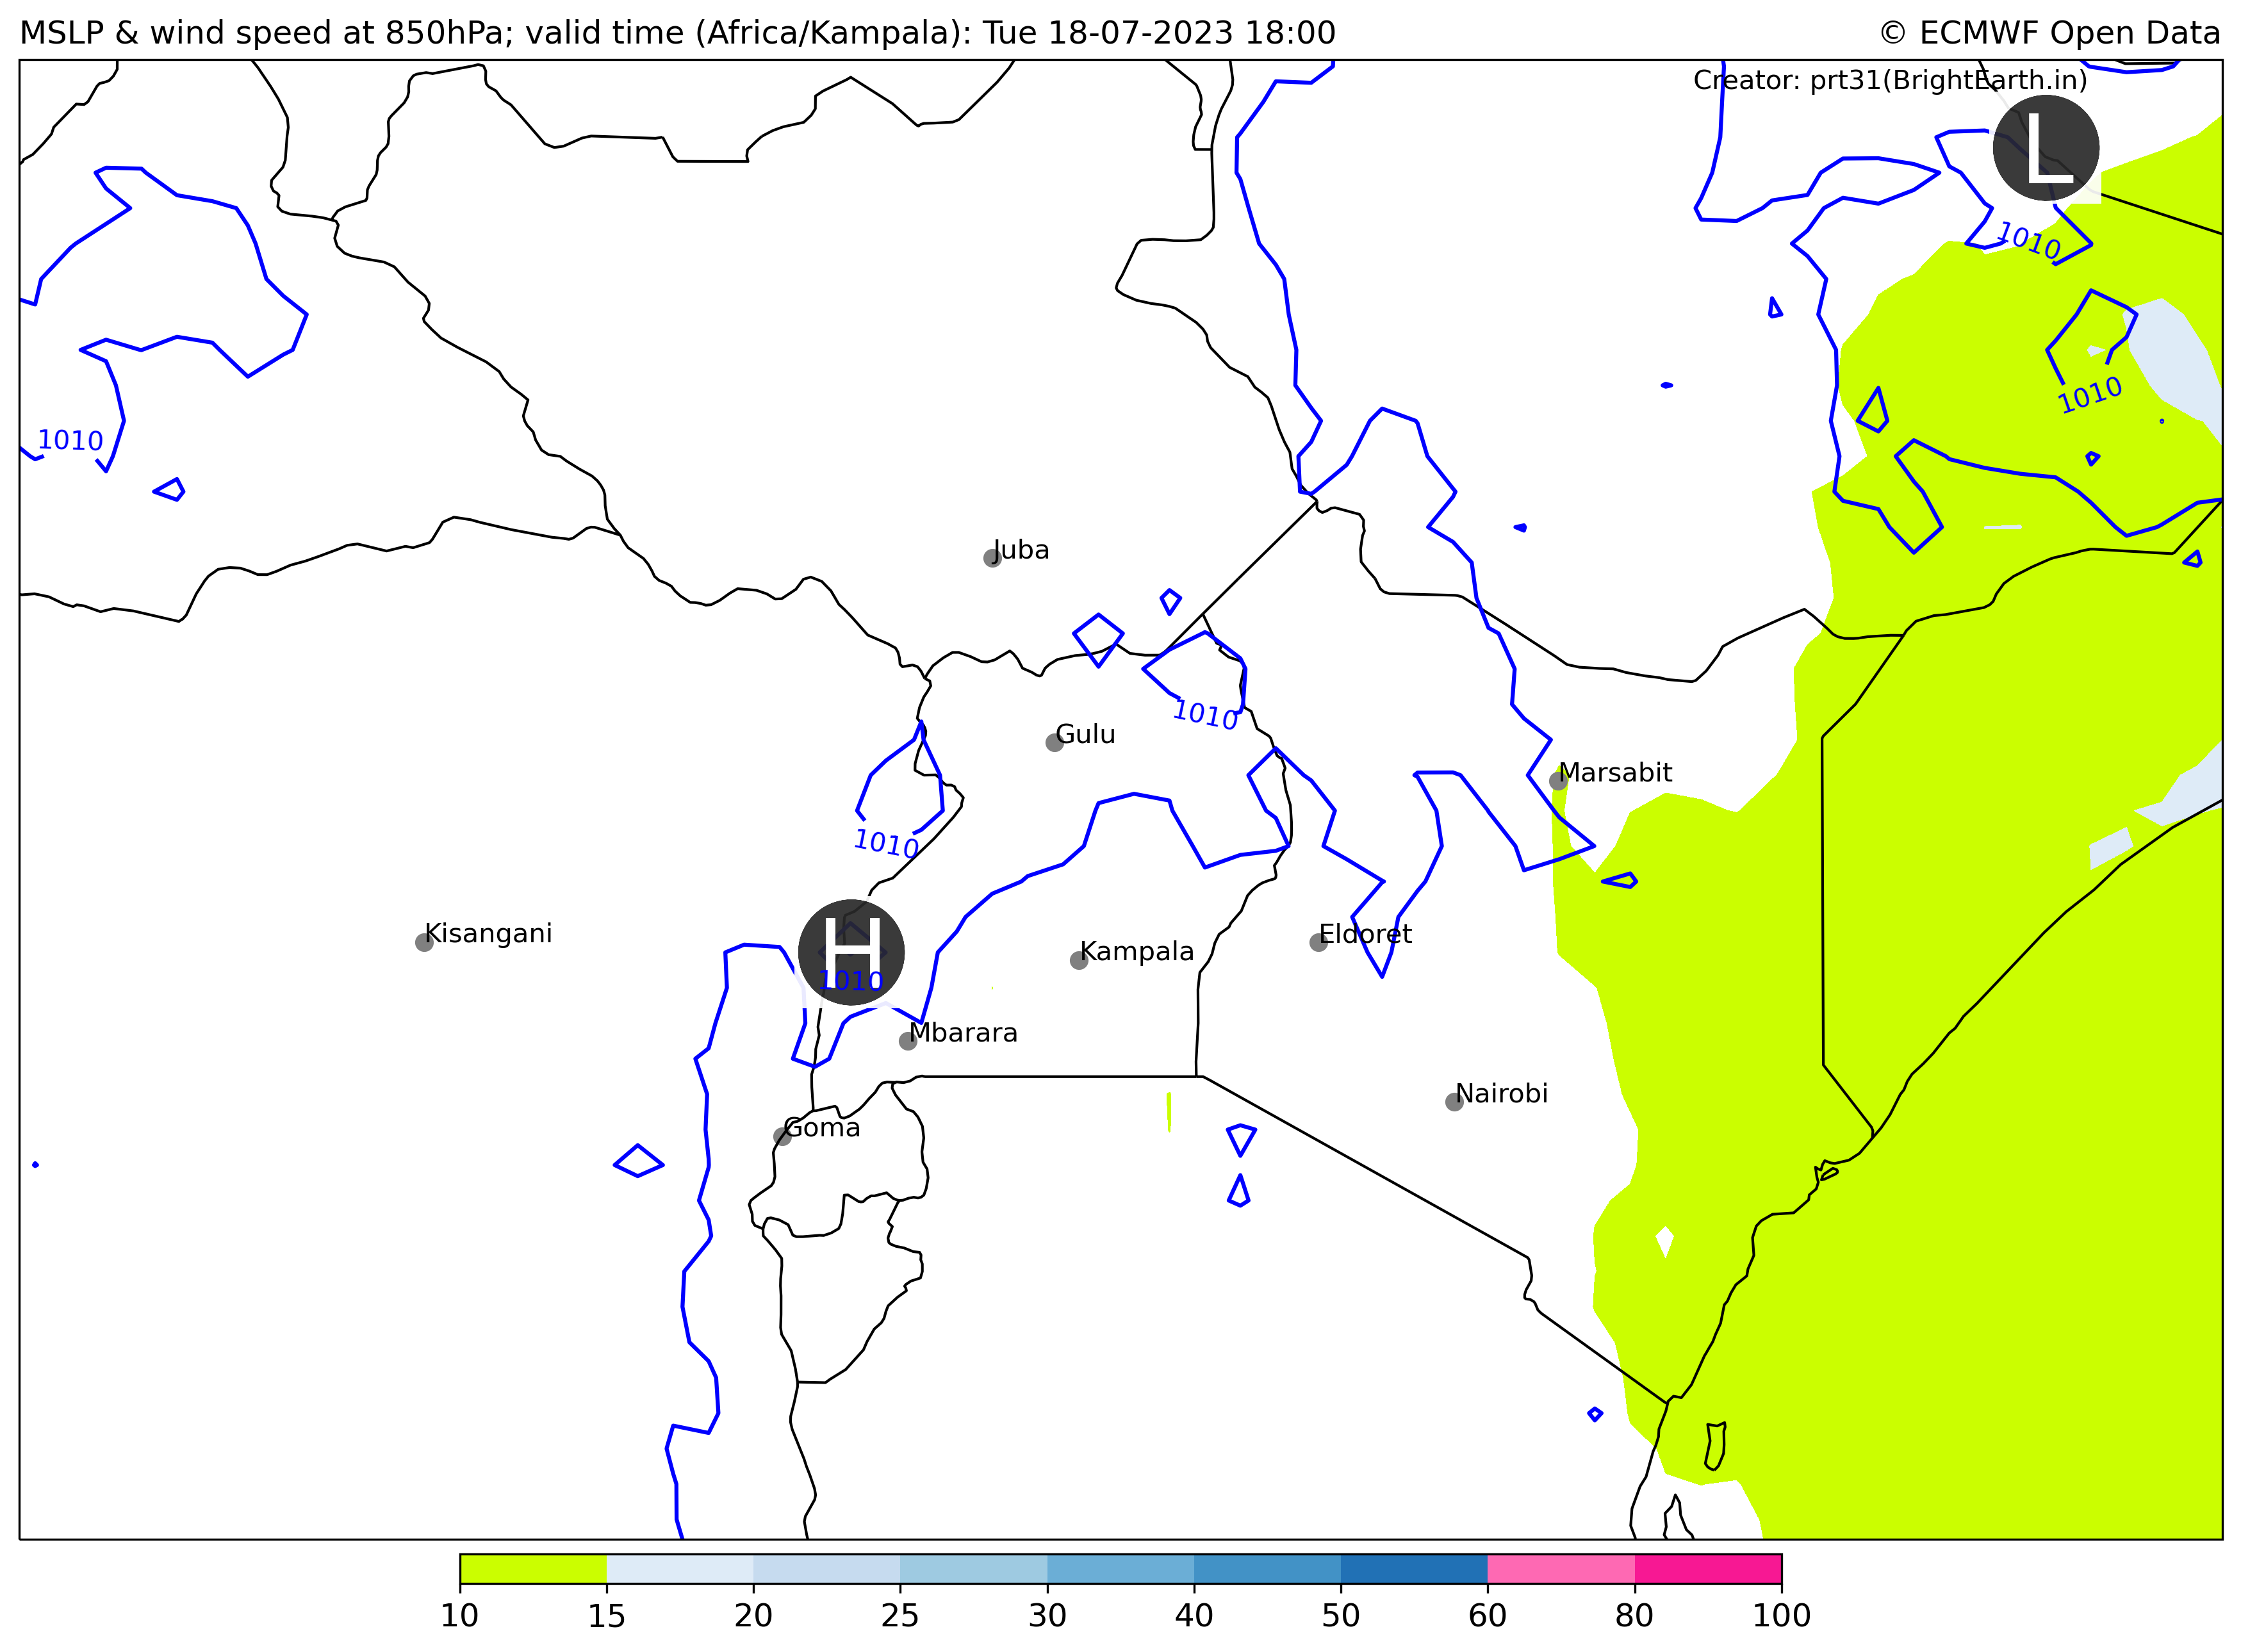 MSLP & wind speed at 850hPa; valid time (Africa/Kampala): Tue 18-07-2023 18:00
© ECMWF Open Data
Creator: prt31(BrightEarth.in)
L
1010
1010
1010
Juba
1010
Gulu
Marsabit
1010
Kisangani
H
1010
Kampala
Eldoret
Mbarara
Nairobi
Goma
10 15 20 25 30 40 50 60 80 100